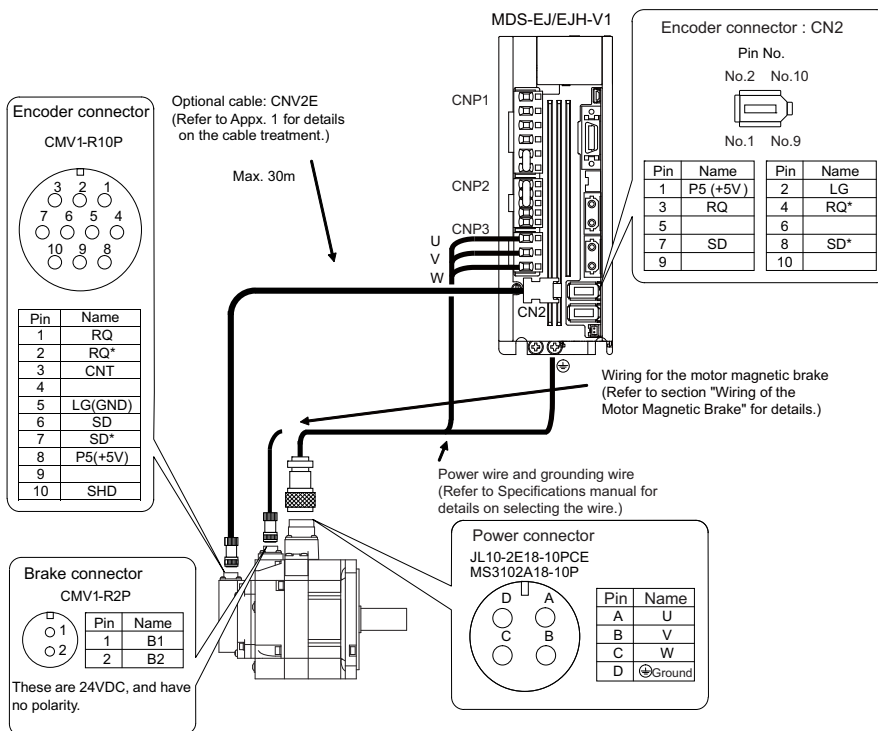 MDS-EJ/EJH-V1
Encoder connector : CN2
Pin No.
No.2 No.10
No.1 No.9
Pin Name Pin Name
1 P5 (+5V) 2 LG
3 RQ 4 RQ*
5 6
7 SD 8 SD*
9 10
Encoder connector
CMV1-R10P
3 2 1
7 6 5 4
10 9 8
Pin Name
1 RQ
2 RQ*
3 CNT
4
5 LG(GND)
6 SD
7 SD*
8 P5(+5V)
9
10 SHD
Optional cable: CNV2E
(Refer to Appx. 1 for details
on the cable treatment.)
Max. 30m
CNP1
CNP2
CNP3
U
V
W
CN2
Wiring for the motor magnetic brake
(Refer to section "Wiring of the
Motor Magnetic Brake" for details.)
Power wire and grounding wire
(Refer to Specifications manual for
details on selecting the wire.)
Brake connector
CMV1-R2P
1
2
Pin Name
1 B1
2 B2
These are 24VDC, and have
no polarity.
Power connector
JL10-2E18-10PCE
MS3102A18-10P
D A
C B
Pin Name
A U
B V
C W
D Ground